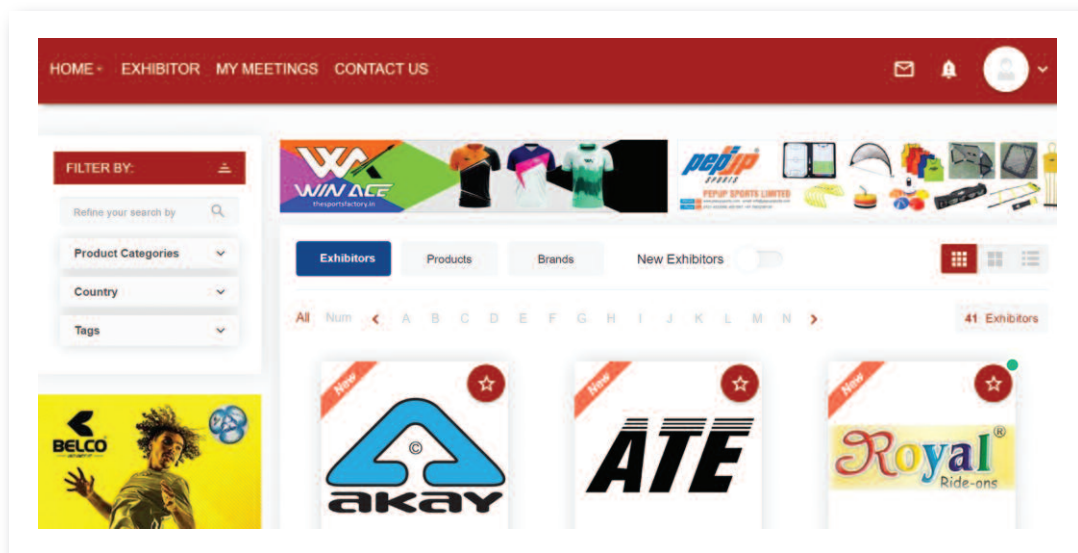 HOME EXHIBITOR MY MEETINGS CONTACT US
FILTER BY:
Refine your search by
Product Categories
Country
Tags
BELCO
WIN ACE
thesportsfactory.in
pepup
SPORTS
PEPUP SPORTS LIMITED
Exhibitors Products Brands New Exhibitors
All Num A B C D E F G H I J K L M N
41 Exhibitors
New
©
akay
New
ATE
New
Royal®
Ride-ons